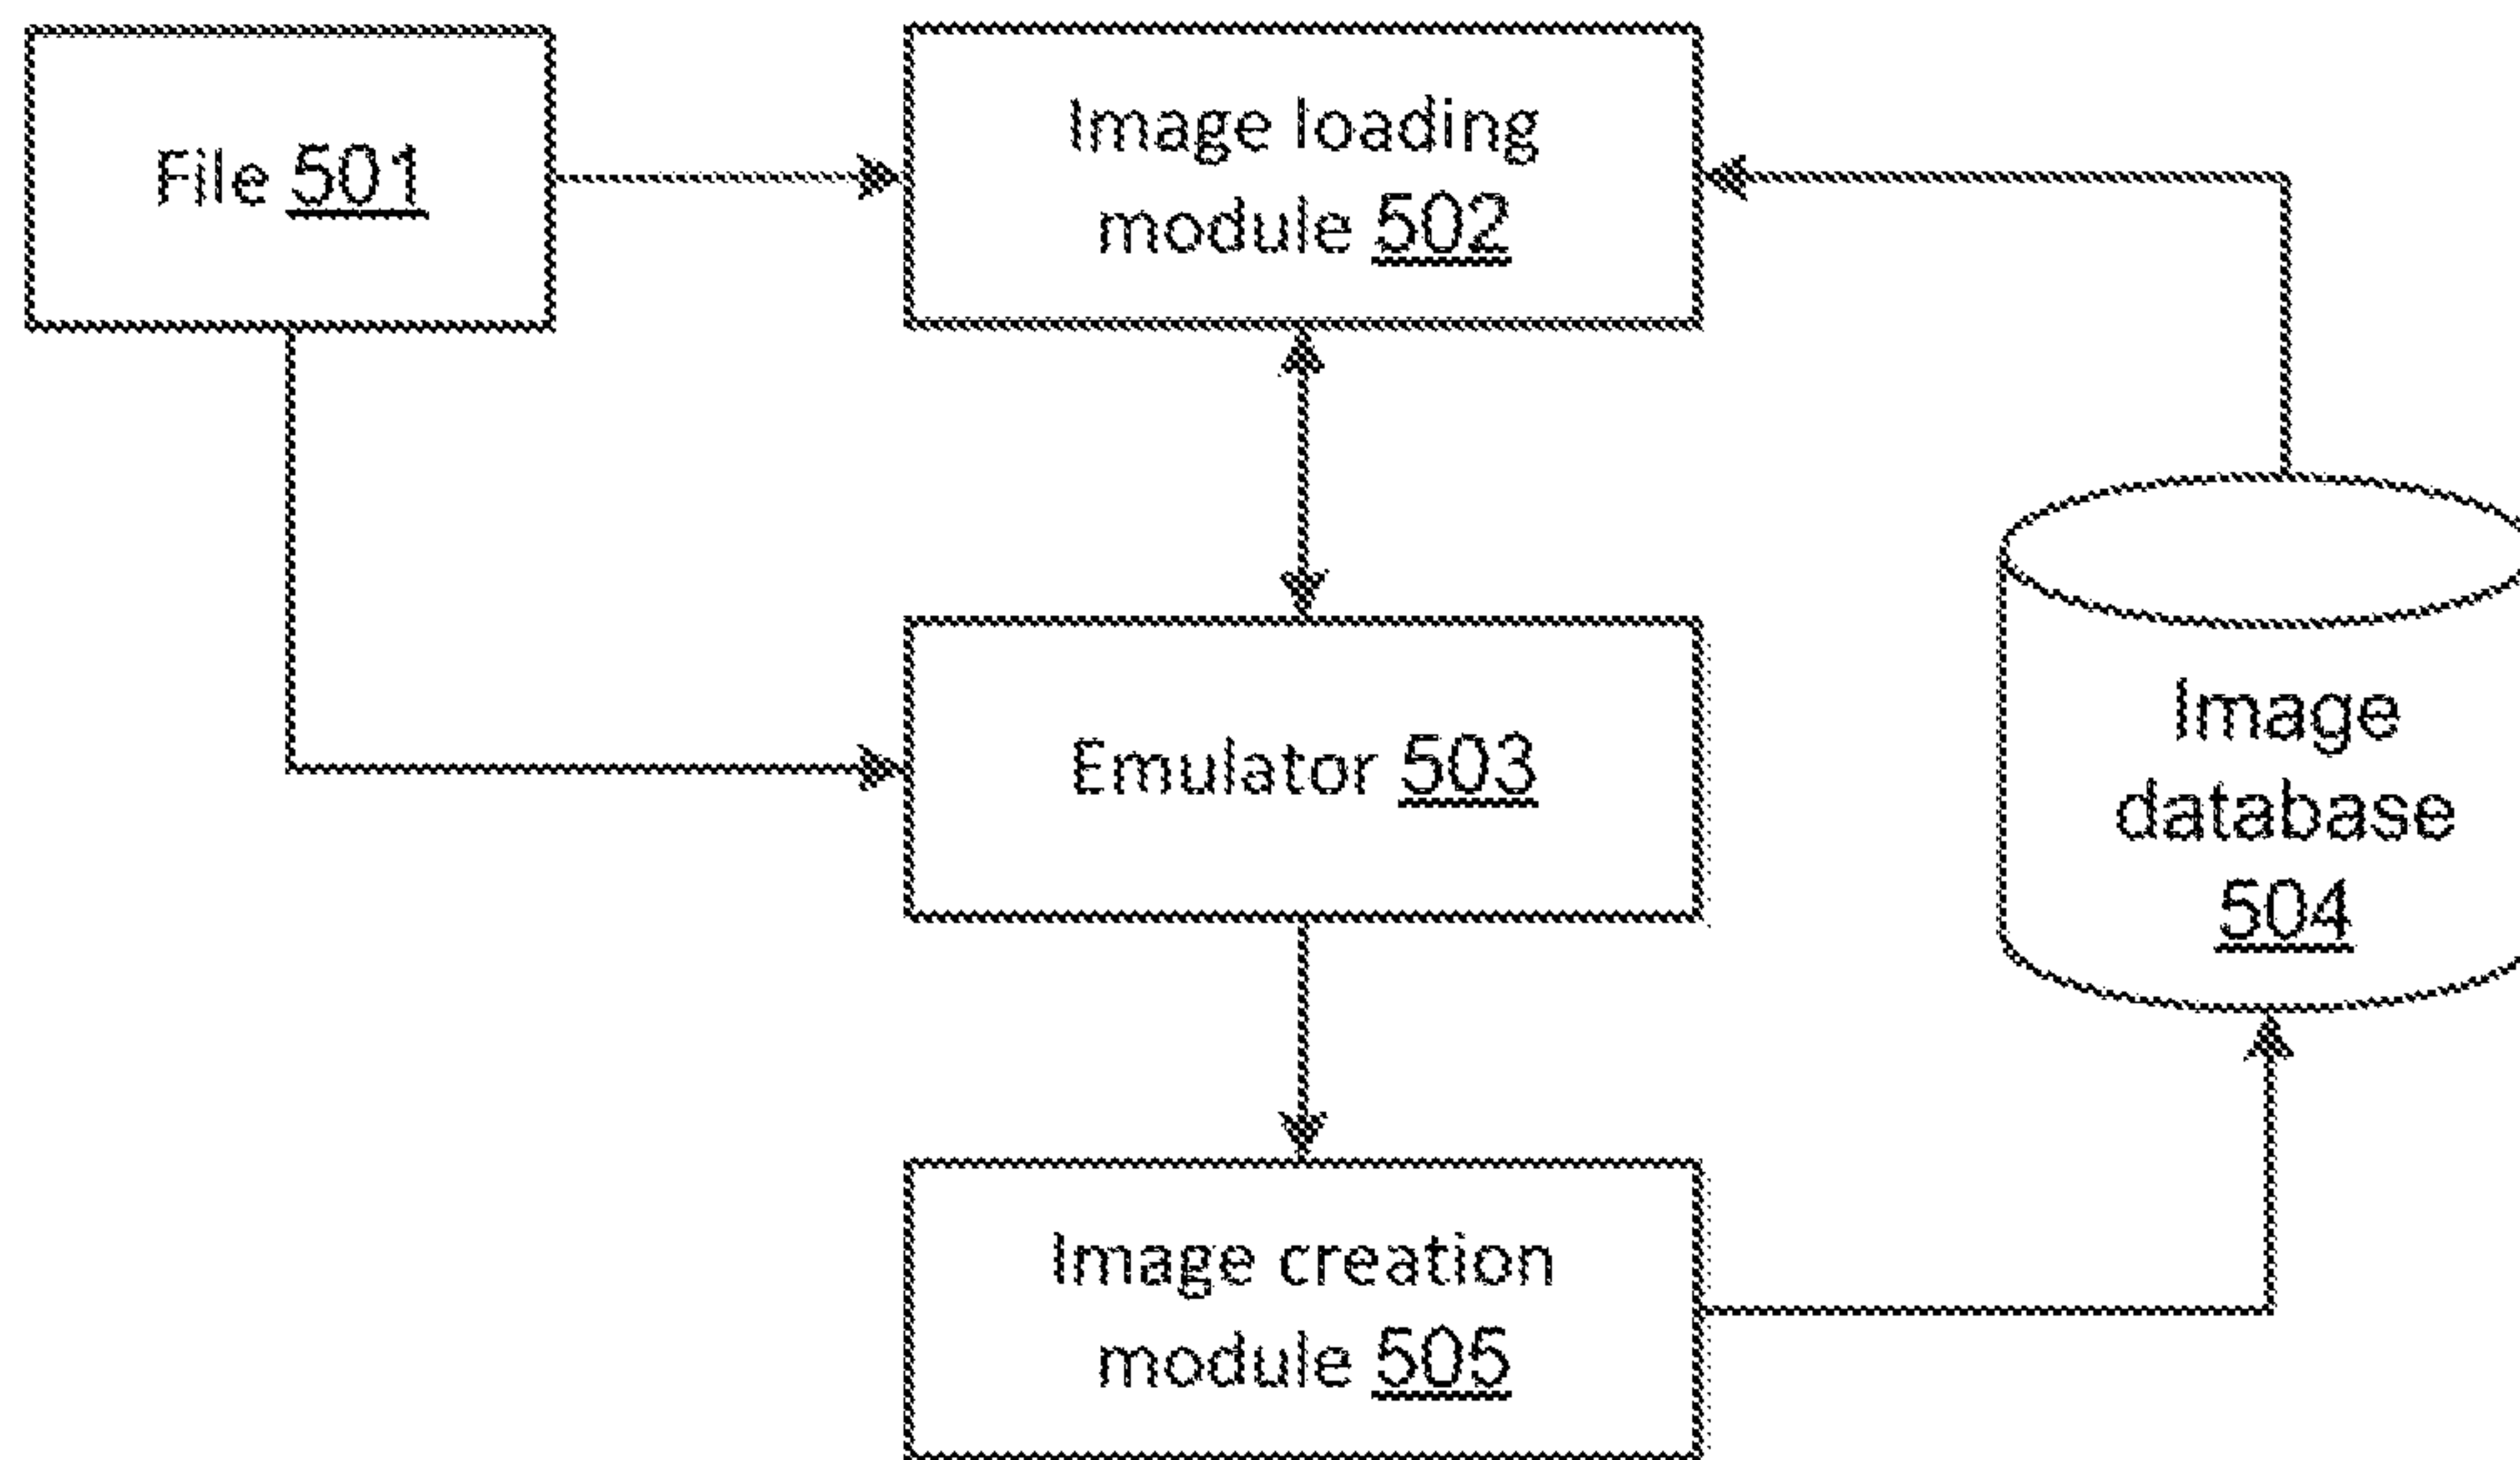 File 501
Image loading
module 502
Emulator 503
Image
database
504
Image creation
module 505